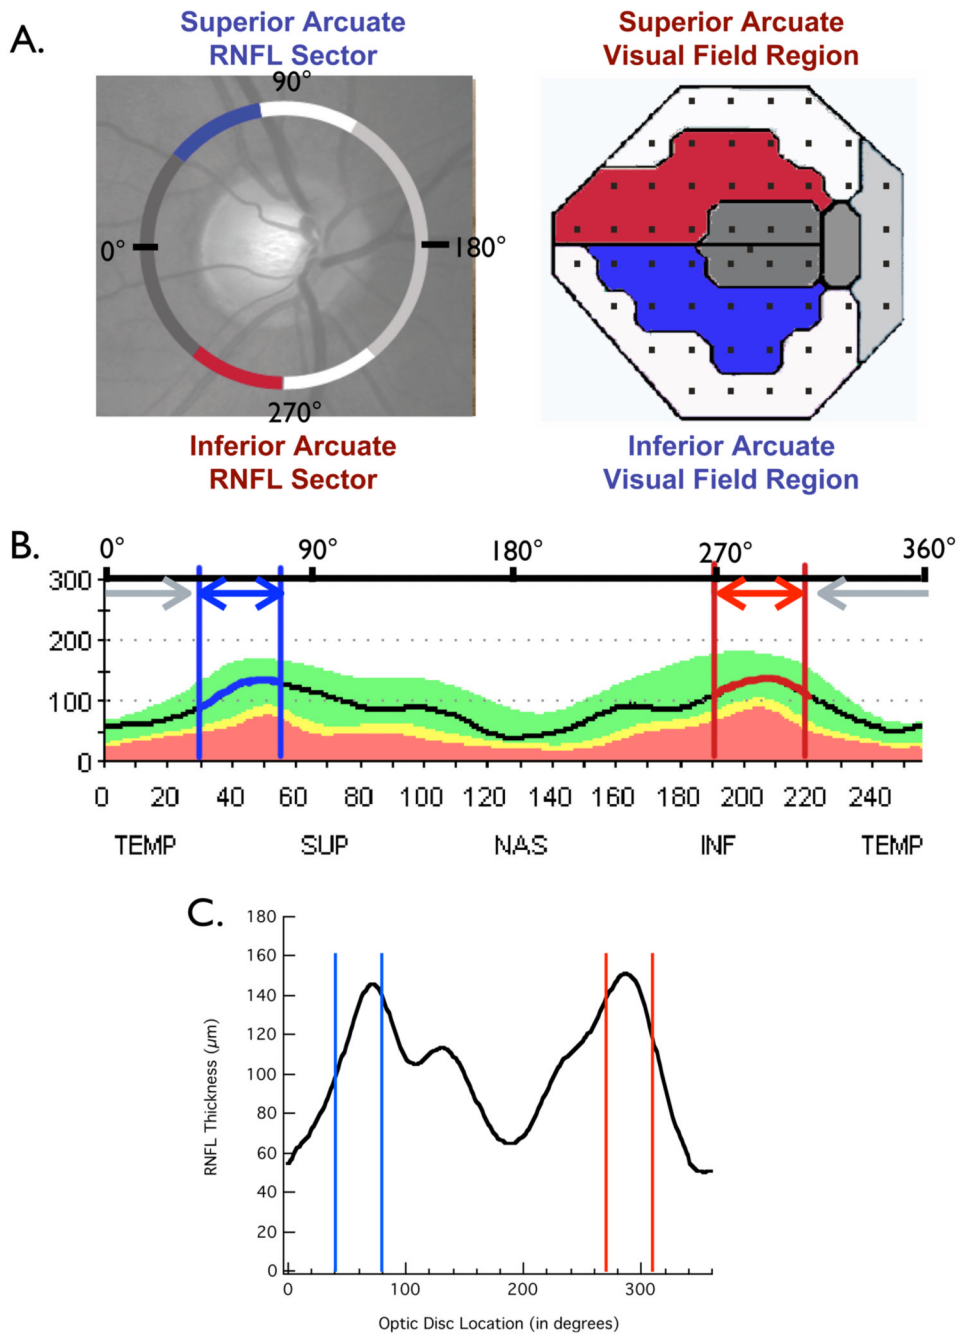 A.
Superior Arcuate
RNFL Sector
Superior Arcuate
Visual Field Region
90°
0°
180°
270°
Inferior Arcuate
RNFL Sector
Inferior Arcuate
Visual Field Region
B.
0° 90° 180° 270° 360°
300
200
100
0
0 20 40 60 80 100 120 140 160 180 200 220 240
TEMP SUP NAS INF TEMP
C.
180
160
140
120
100
80
60
40
20
0
RNFL Thickness (µm)
0 100 200 300
Optic Disc Location (in degrees)